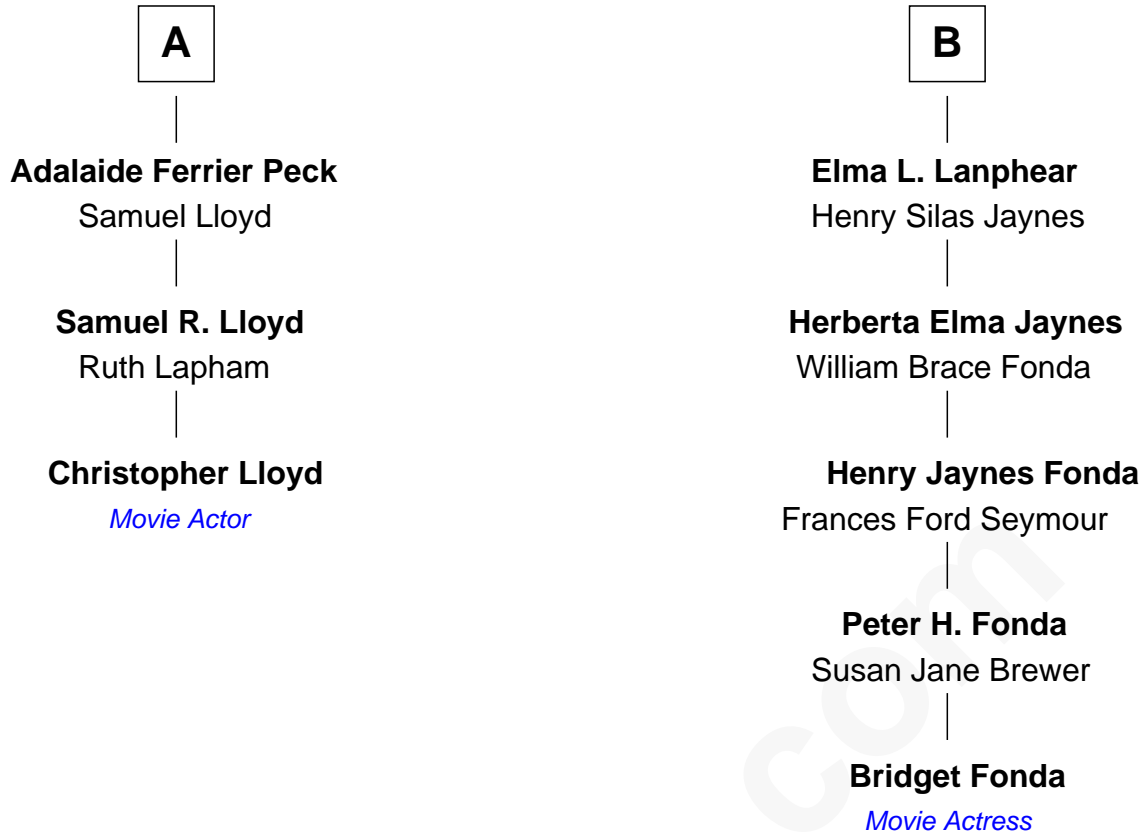 A
Adalaide Ferrier Peck
Samuel Lloyd
Samuel R. Lloyd
Ruth Lapham
Christopher Lloyd
Movie Actor
B
Elma L. Lanphear
Henry Silas Jaynes
Herberta Elma Jaynes
William Brace Fonda
Henry Jaynes Fonda
Frances Ford Seymour
Peter H. Fonda
Susan Jane Brewer
Bridget Fonda
Movie Actress
com